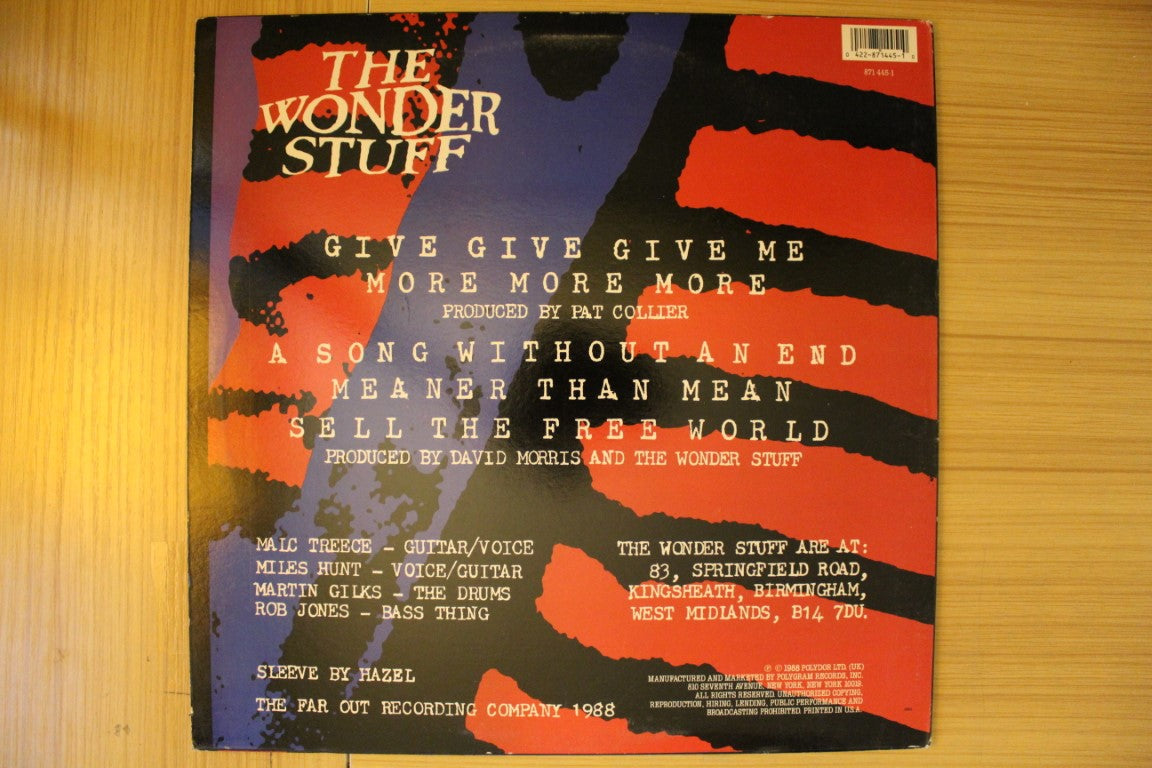 THE
WONDER
STUFF
0 422-871445-1 0
871 445-1
GIVE GIVE GIVE ME
MORE MORE MORE
PRODUCED BY PAT COLLIER
A SONG WITHOUT AN END
MEANER THAN MEAN
SELL THE FREE WORLD
PRODUCED BY DAVID MORRIS AND THE WONDER STUFF
MALC TREECE – GUITAR/VOICE
MILES HUNT – VOICE/GUITAR
MARTIN GILKS – THE DRUMS
ROB JONES – BASS THING
THE WONDER STUFF ARE AT:
83, SPRINGFIELD ROAD,
KINGSHEATH, BIRMINGHAM,
WEST MIDLANDS, B14 7DU.
SLEEVE BY HAZEL
THE FAR OUT RECORDING COMPANY 1988
℗ © 1988 POLYDOR LTD. (UK)
MANUFACTURED AND MARKETED BY POLYGRAM RECORDS, INC.
810 SEVENTH AVENUE, NEW YORK, NEW YORK 10019.
ALL RIGHTS RESERVED. UNAUTHORIZED COPYING,
REPRODUCTION, HIRING, LENDING, PUBLIC PERFORMANCE AND
BROADCASTING PROHIBITED. PRINTED IN U.S.A.